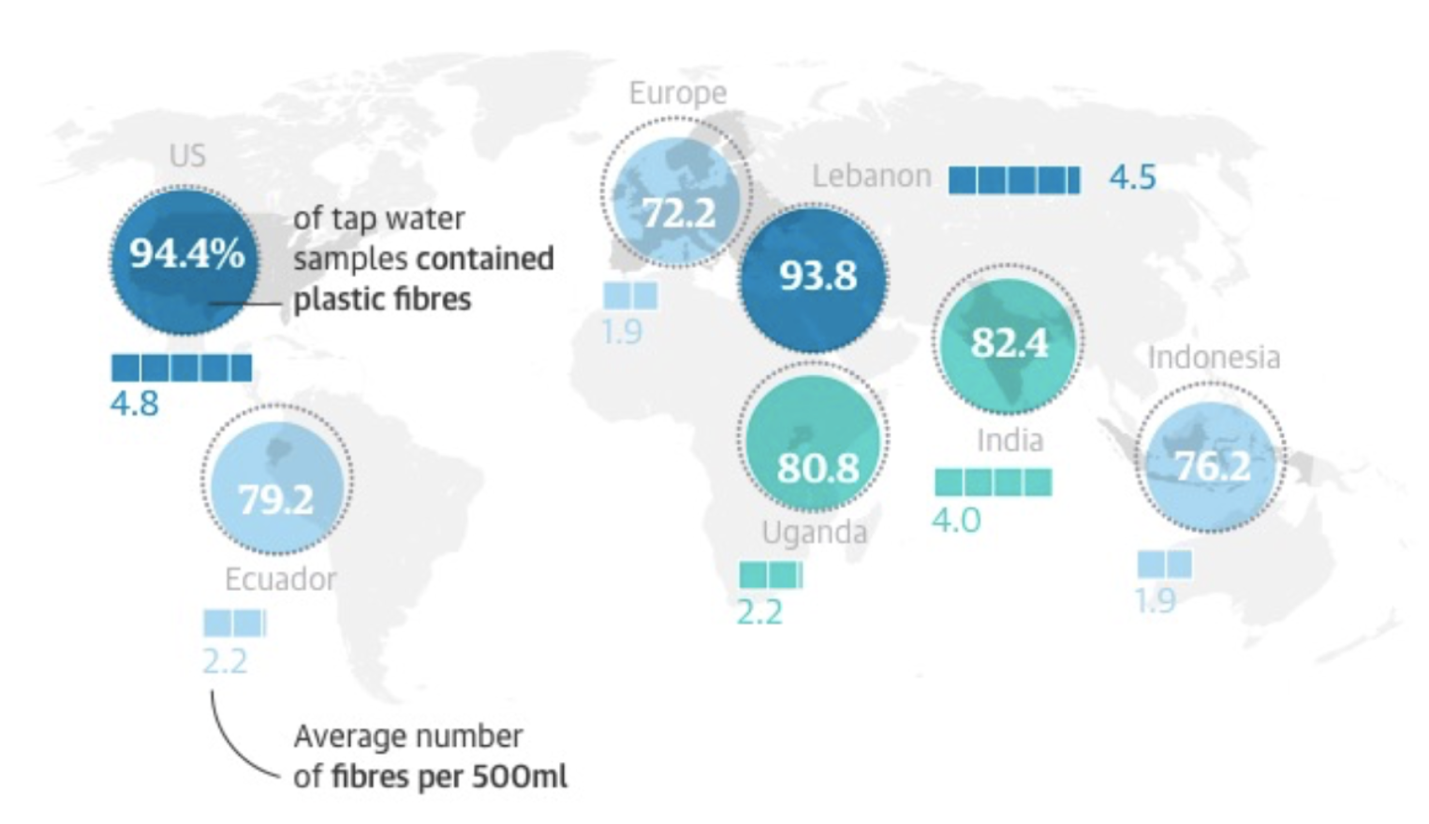 US
94.4%
of tap water
samples contained
plastic fibres
4.8
79.2
Ecuador
2.2
Average number
of fibres per 500ml
Europe
72.2
1.9
Lebanon
4.5
93.8
80.8
Uganda
2.2
82.4
India
4.0
Indonesia
76.2
1.9